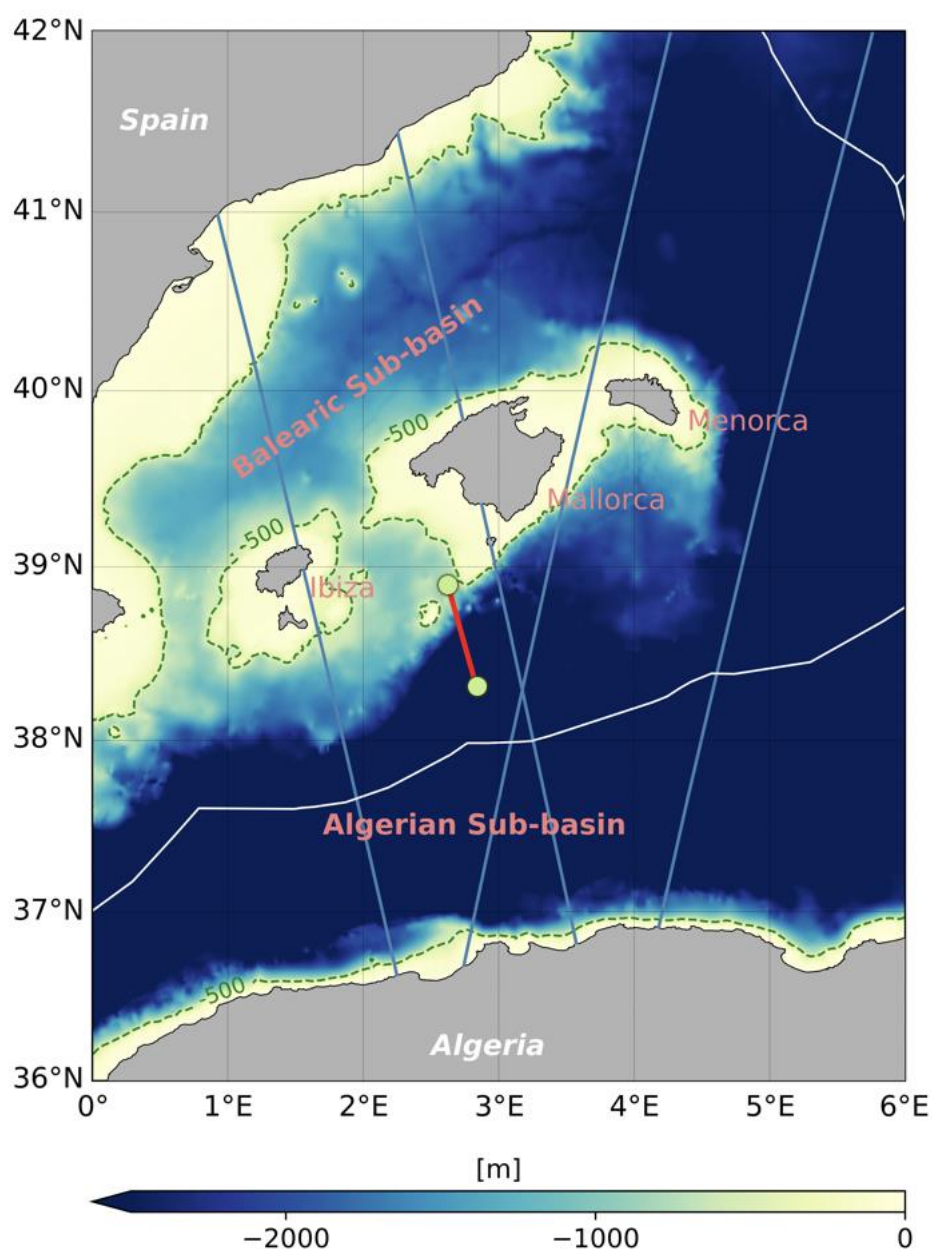 42°N
Spain
41°N
Balearic Sub-basin
40°N
-500
Menorca
Mallorca
-500
39°N
Ibiza
38°N
Algerian Sub-basin
37°N
-500
Algeria
36°N
0° 1°E 2°E 3°E 4°E 5°E 6°E
[m]
−2000 −1000 0